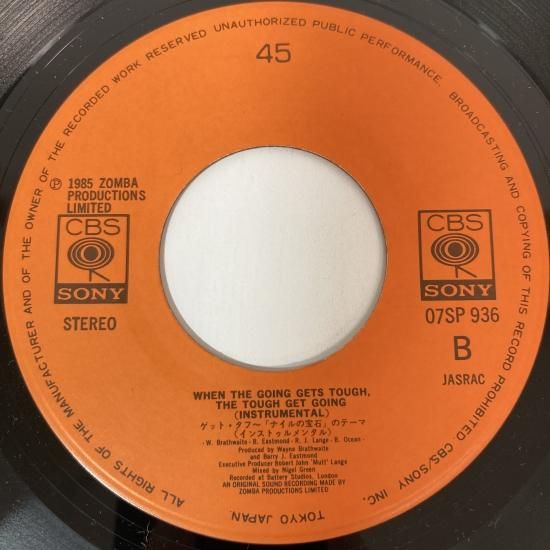 ALL RIGHTS OF THE MANUFACTURER AND OF THE OWNER OF THE RECORDED WORK RESERVED UNAUTHORIZED PUBLIC PERFORMANCE, BROADCASTING AND COPYING OF THIS RECORD PROHIBITED CBS/SONY INC.
TOKYO JAPAN.
45
Ⓟ 1985 ZOMBA
PRODUCTIONS
LIMITED
CBS
SONY
STEREO
CBS
SONY
07SP 936
B
JASRAC
WHEN THE GOING GETS TOUGH,
THE TOUGH GET GOING
(INSTRUMENTAL)
ゲット・タフ〜「ナイルの宝石」のテーマ
(インストゥルメンタル)
- W. Brathwaite - B. Eastmond - R. J. Lange - B. Ocean -
Produced by Wayne Brathwaite
and Barry J. Eastmond
Executive Producer Robert John 'Mutt' Lange
Mixed by Nigel Green
Recorded at Battery Studios, London
AN ORIGINAL SOUND RECORDING MADE BY
ZOMBA PRODUCTIONS LIMITED